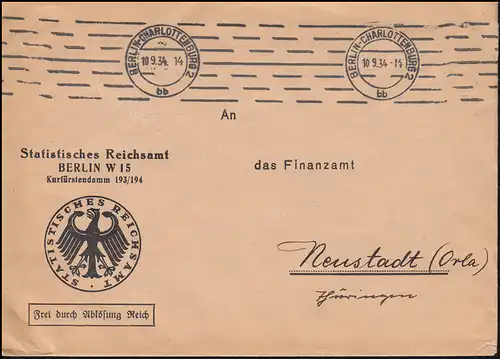 BERLIN-CHARLOTTENBURG 2
10.9.34. 14
bb
BERLIN-CHARLOTTENBURG 2
10 9.34 -14
bb
An
Statistisches Reichsamt
BERLIN W 15
Kurfürstendamm 193/194
das Finanzamt
STATISTISCHES REICHSAMT
Neustadt (Orla)
Thüringen
Frei durch Ablösung Reich